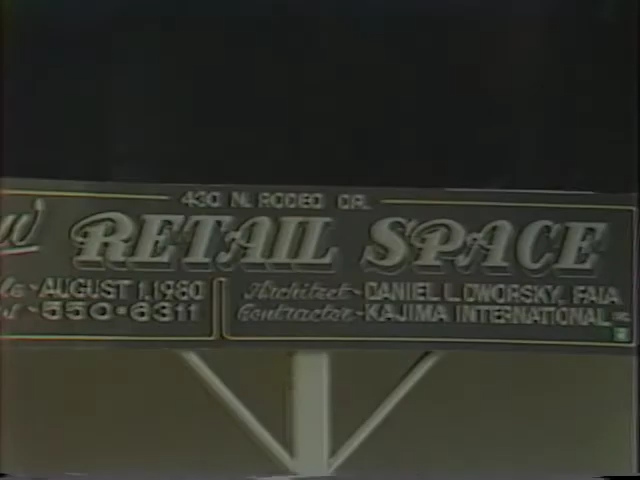 430 N. RODEO DR.
RETAIL SPACE
AUGUST 1, 1980
550-6311
Architect - DANIEL L. DWORSKY, FAIA
Contractor - KAJIMA INTERNATIONAL